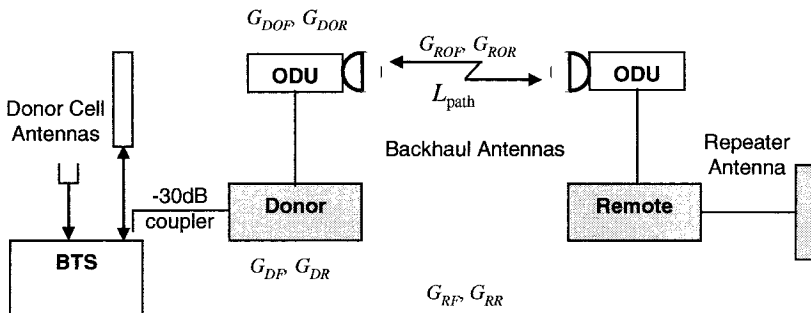 G_DOF, G_DOR
G_ROF, G_ROR
ODU
ODU
L_path
Donor Cell
Antennas
Backhaul Antennas
Repeater
Antenna
-30dB
coupler
Donor
Remote
BTS
G_DF, G_DR
G_RF, G_RR